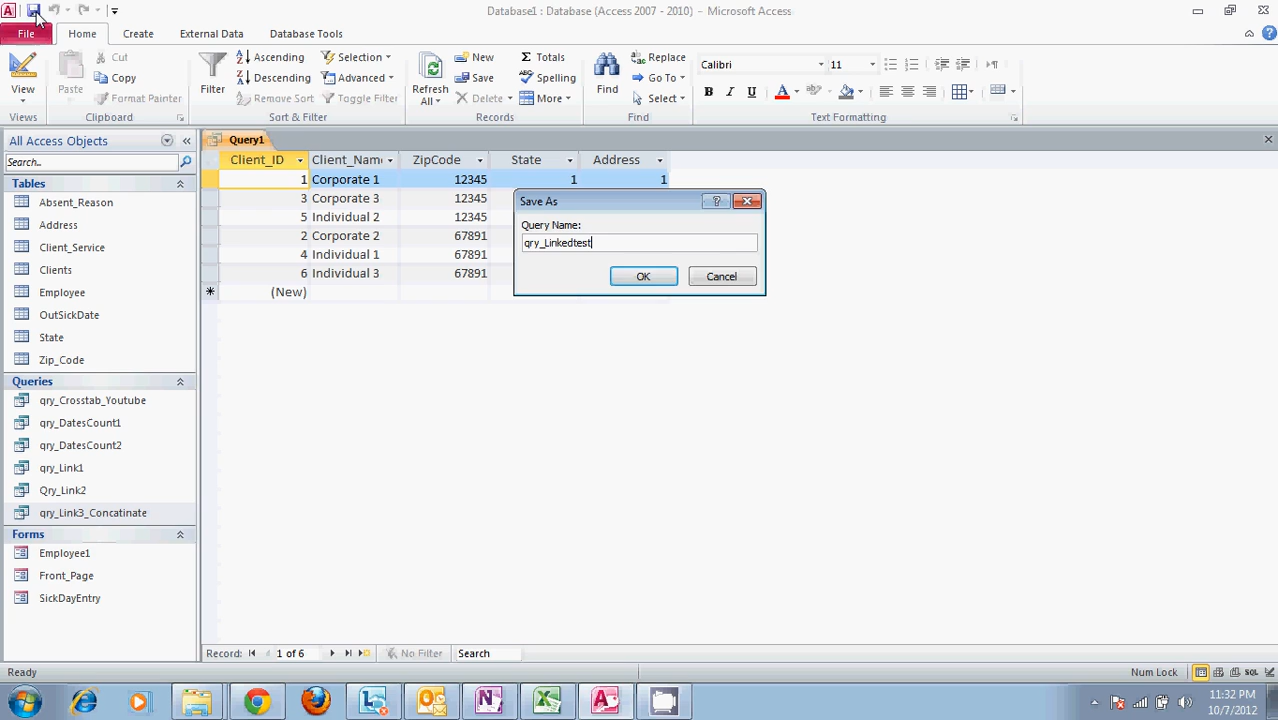 Database1 : Database (Access 2007 - 2010) - Microsoft Access
File Home Create External Data Database Tools
View
Views
Paste
Cut
Copy
Format Painter
Clipboard
Filter
Ascending
Descending
Remove Sort
Selection
Advanced
Toggle Filter
Sort & Filter
Refresh
All
New
Save
Delete
Totals
Spelling
More
Records
Find
Replace
Go To
Select
Find
Calibri 11
B I U A
ab
Text Formatting
All Access Objects
Search...
Tables
Absent_Reason
Address
Client_Service
Clients
Employee
OutSickDate
State
Zip_Code
Queries
qry_Crosstab_Youtube
qry_DatesCount1
qry_DatesCount2
qry_Link1
Qry_Link2
qry_Link3_Concatinate
Forms
Employee1
Front_Page
SickDayEntry
Query1
Client_ID Client_Name ZipCode State Address
1 Corporate 1 12345 1 1
3 Corporate 3 12345
5 Individual 2 12345
2 Corporate 2 67891
4 Individual 1 67891
6 Individual 3 67891
(New)
Save As
Query Name:
qry_Linkedtest
OK Cancel
Record: 1 of 6 No Filter Search
Ready Num Lock SQL
11:32 PM
10/7/2012